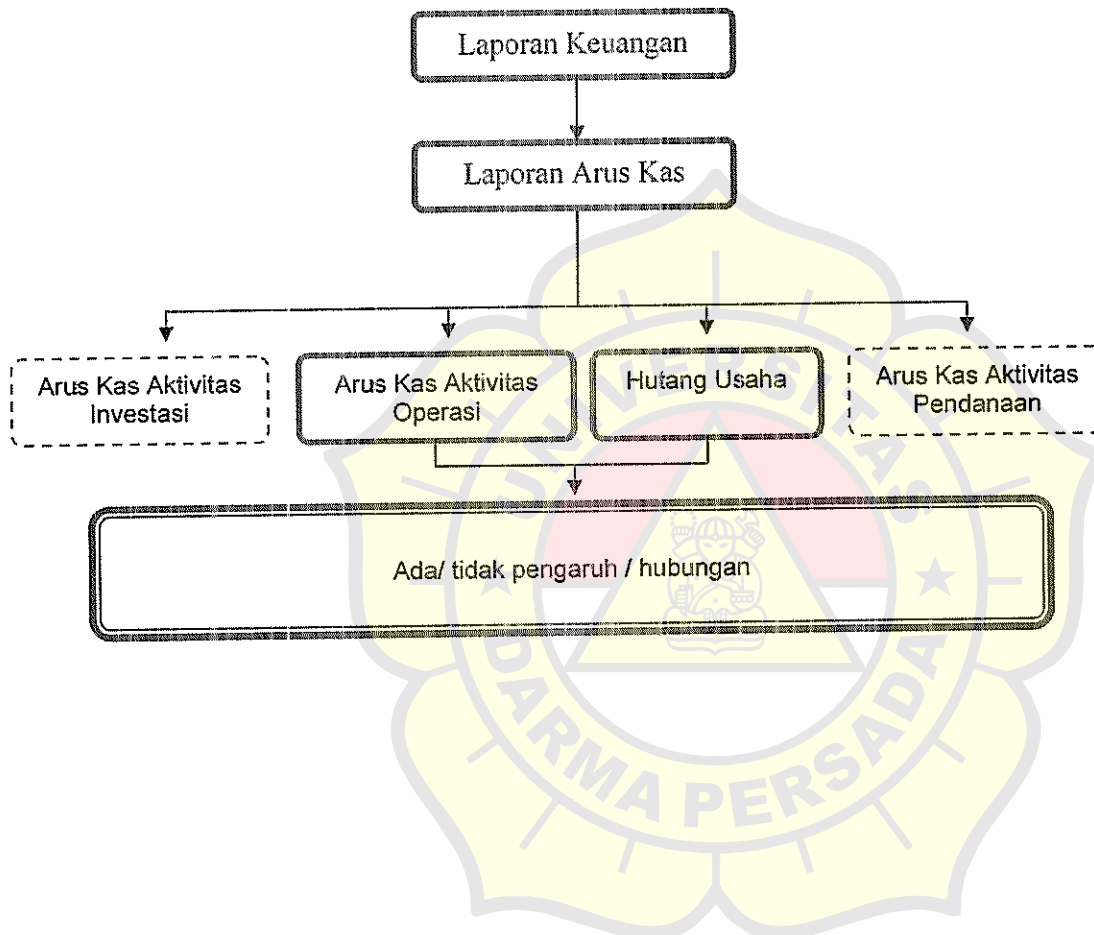 Laporan Keuangan
Laporan Arus Kas
Arus Kas Aktivitas
Investasi
Arus Kas Aktivitas
Operasi
Hutang Usaha
Arus Kas Aktivitas
Pendanaan
Ada/ tidak pengaruh / hubungan
UNIVERSITAS
DARMA PERSADA